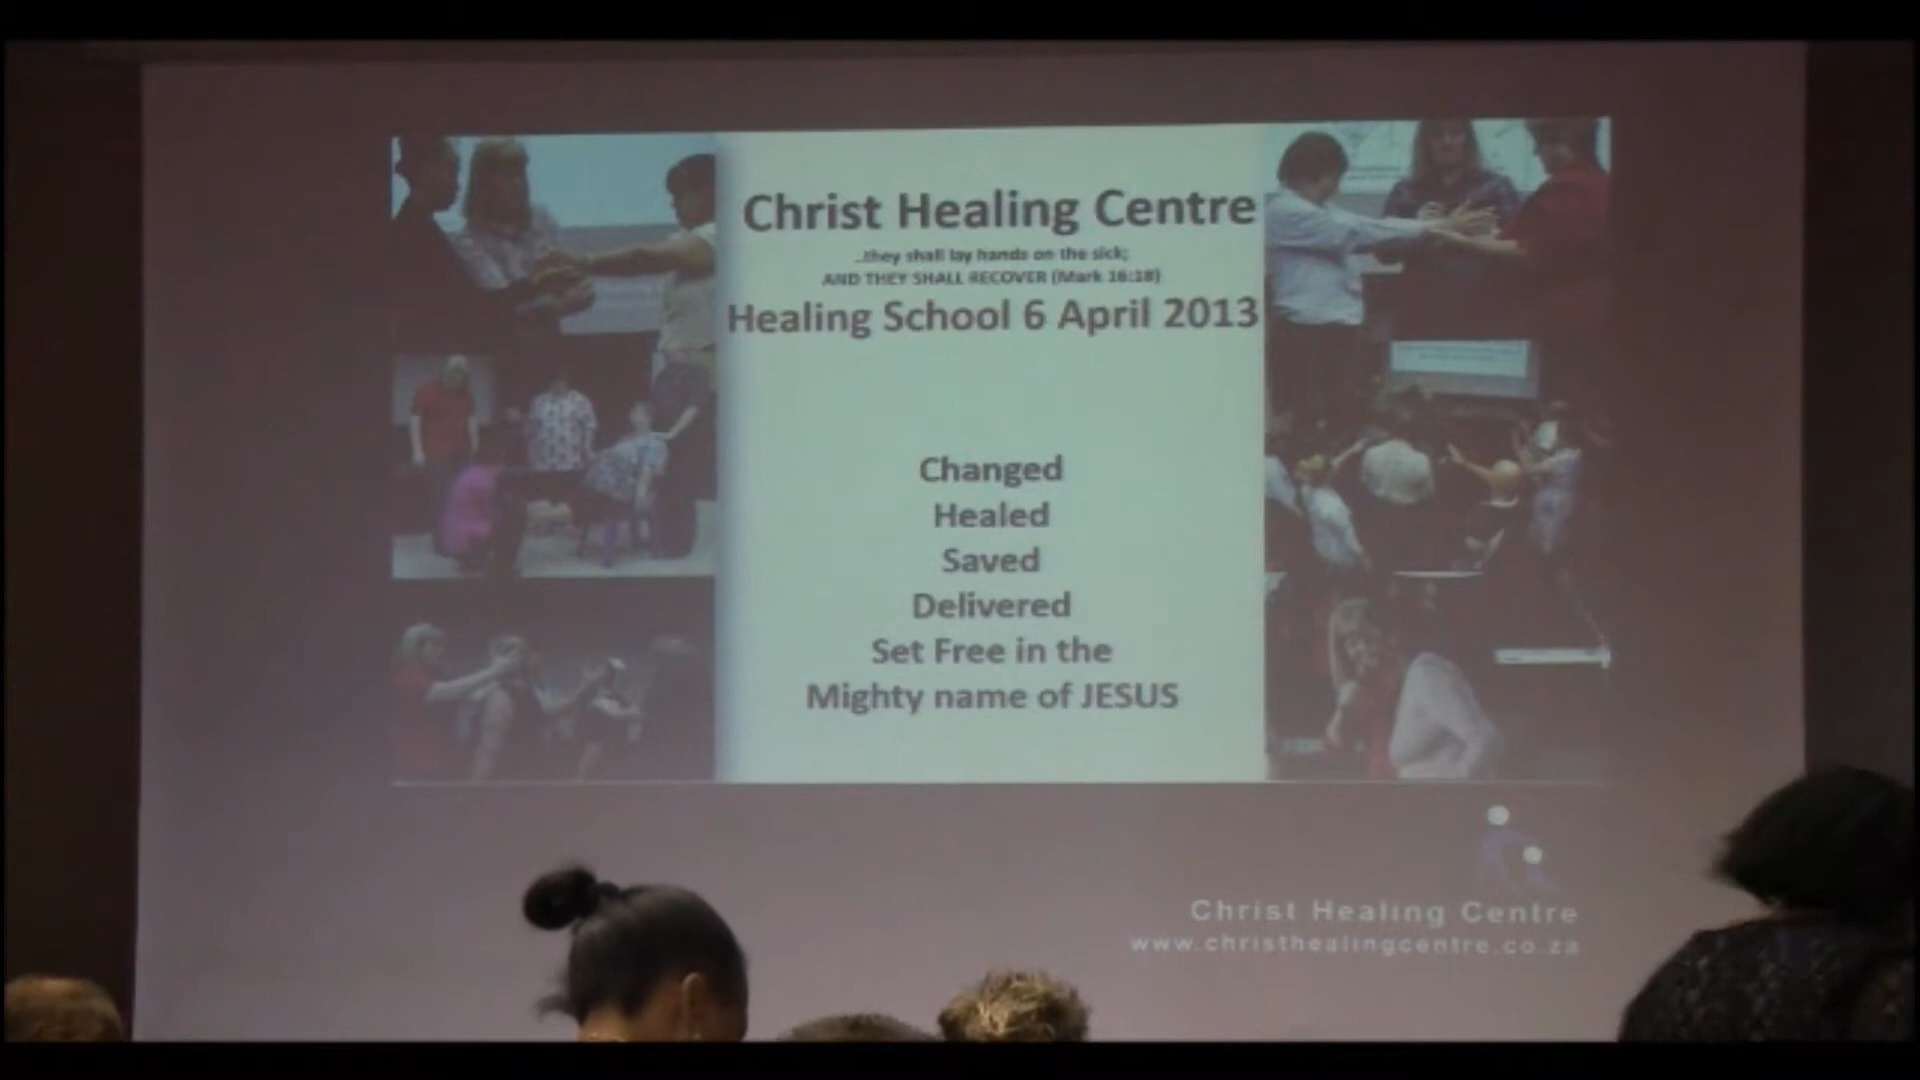 Christ Healing Centre
..they shall lay hands on the sick;
AND THEY SHALL RECOVER (Mark 16:18)
Healing School 6 April 2013
Changed
Healed
Saved
Delivered
Set Free in the
Mighty name of JESUS
Christ Healing Centre
www.christhealingcentre.co.za